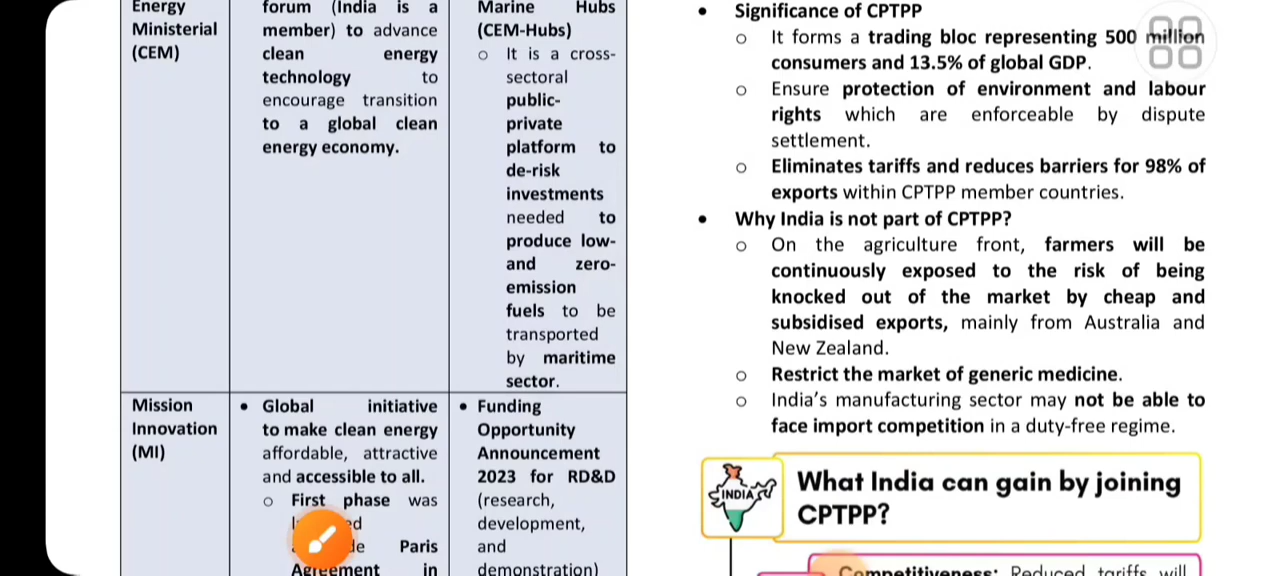 Energy
Ministerial
(CEM)
forum (India is a
member) to advance
clean energy
technology to
encourage transition
to a global clean
energy economy.
Marine Hubs
(CEM-Hubs)
o It is a cross-
sectoral
public-
private
platform to
de-risk
investments
needed to
produce low-
and zero-
emission
fuels to be
transported
by maritime
sector.
Mission
Innovation
(MI)
• Global initiative
to make clean energy
affordable, attractive
and accessible to all.
o First phase was
Paris
Agreement in
• Funding
Opportunity
Announcement
2023 for RD&D
(research,
development,
and
demonstration)
• Significance of CPTPP
o It forms a trading bloc representing 500 million
consumers and 13.5% of global GDP.
o Ensure protection of environment and labour
rights which are enforceable by dispute
settlement.
o Eliminates tariffs and reduces barriers for 98% of
exports within CPTPP member countries.
• Why India is not part of CPTPP?
o On the agriculture front, farmers will be
continuously exposed to the risk of being
knocked out of the market by cheap and
subsidised exports, mainly from Australia and
New Zealand.
o Restrict the market of generic medicine.
o India's manufacturing sector may not be able to
face import competition in a duty-free regime.
INDIA
What India can gain by joining
CPTPP?
Competitiveness: Reduced tariffs will